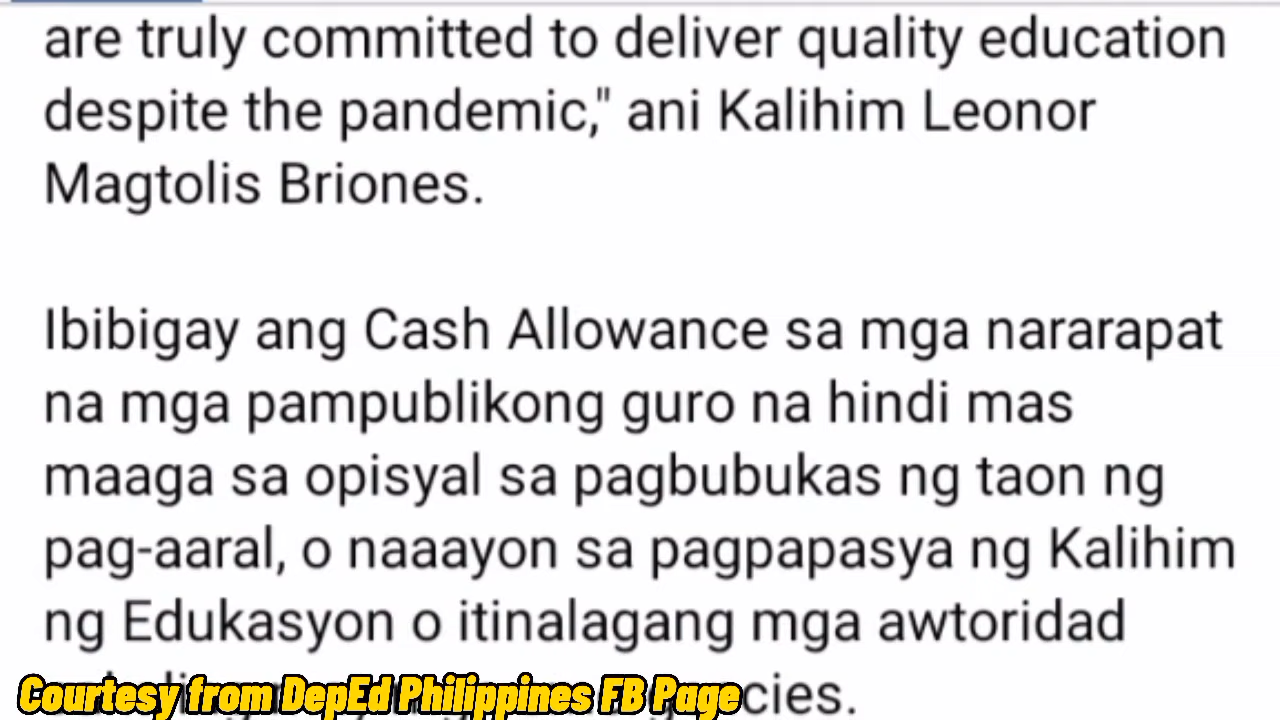 are truly committed to deliver quality education
despite the pandemic," ani Kalihim Leonor
Magtolis Briones.
Ibibigay ang Cash Allowance sa mga nararapat
na mga pampublikong guro na hindi mas
maaga sa opisyal sa pagbubukas ng taon ng
pag-aaral, o naaayon sa pagpapasya ng Kalihim
ng Edukasyon o itinalagang mga awtoridad
Courtesy from DepEd Philippines FB Page